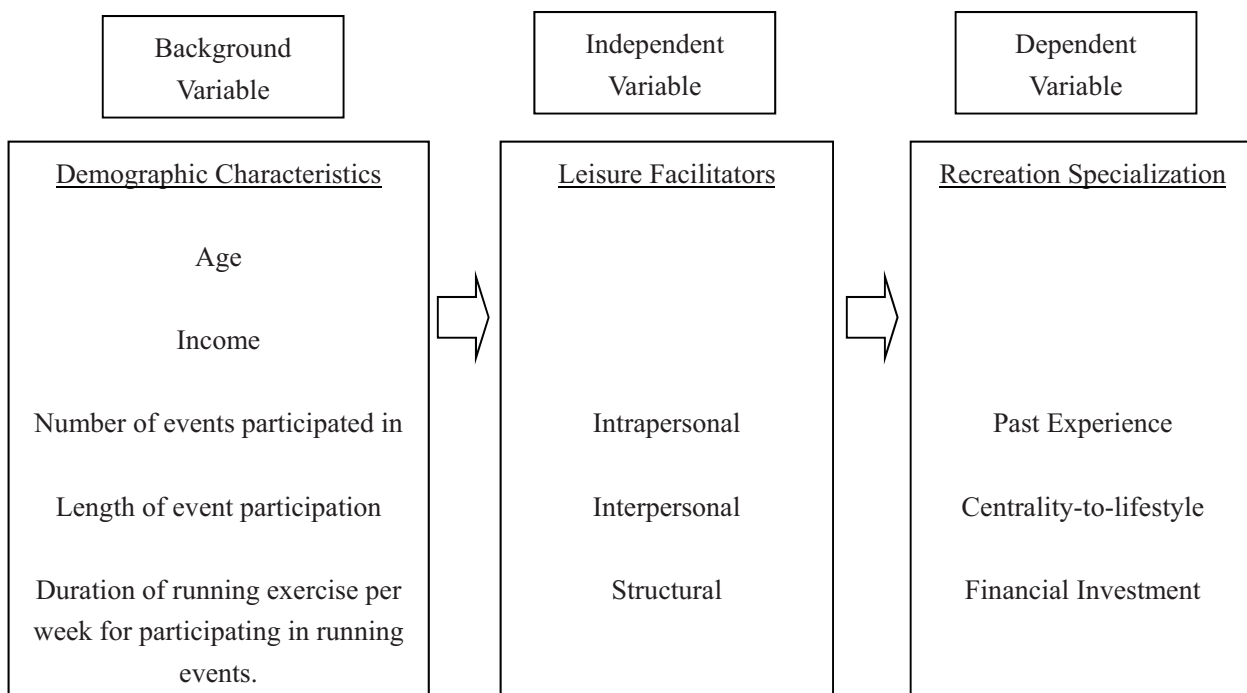 Background
Variable
Independent
Variable
Dependent
Variable
Demographic Characteristics
Age
Income
Number of events participated in
Length of event participation
Duration of running exercise per
week for participating in running
events.
Leisure Facilitators
Intrapersonal
Interpersonal
Structural
Recreation Specialization
Past Experience
Centrality-to-lifestyle
Financial Investment